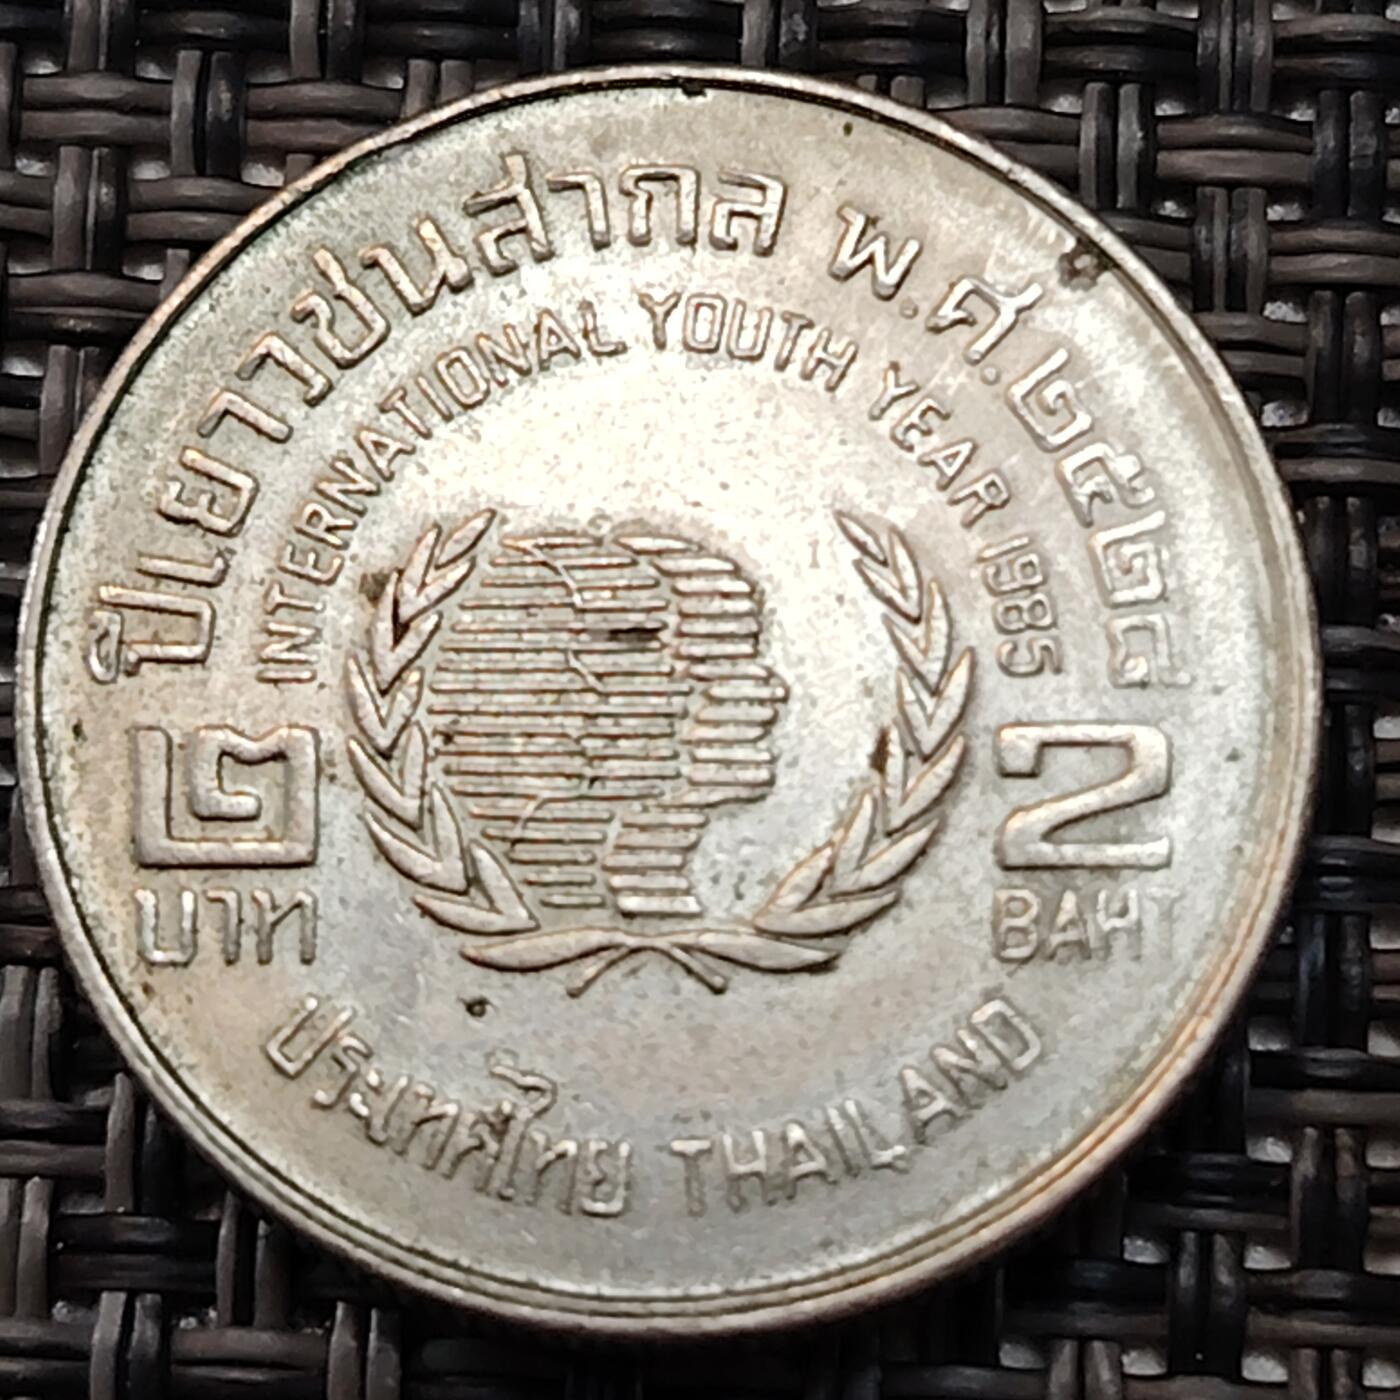 ปีเยาวชนสากล พ.ศ.๒๕๒๘
INTERNATIONAL YOUTH YEAR 1985
๒
บาท
2
BAHT
ประเทศไทย THAILAND